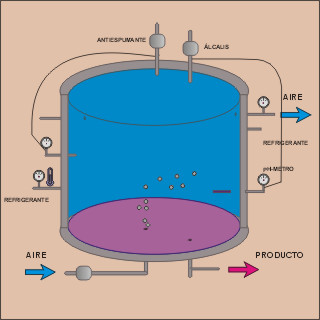 ANTIESPUMANTE
ÁLCALIS
AIRE
REFRIGERANTE
pH-METRO
REFRIGERANTE
AIRE
PRODUCTO